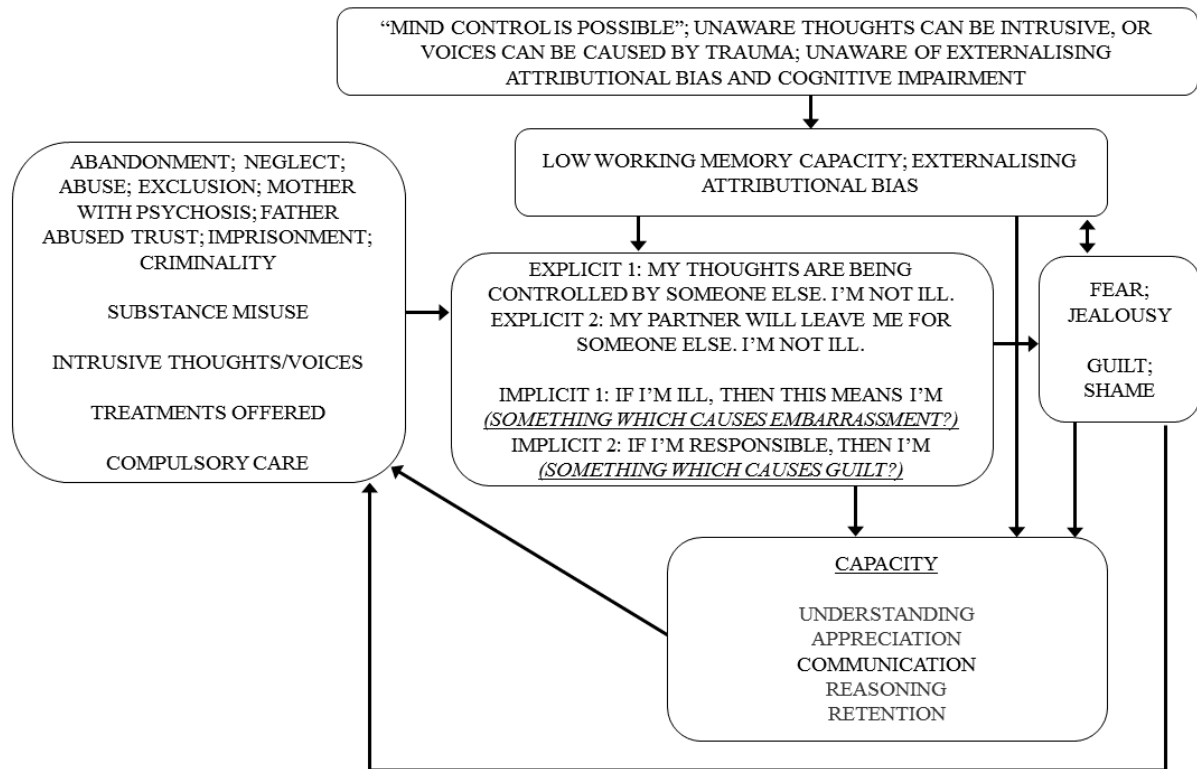 “MIND CONTROL IS POSSIBLE”; UNAWARE THOUGHTS CAN BE INTRUSIVE, OR
VOICES CAN BE CAUSED BY TRAUMA; UNAWARE OF EXTERNALISING
ATTRIBUTIONAL BIAS AND COGNITIVE IMPAIRMENT
LOW WORKING MEMORY CAPACITY; EXTERNALISING
ATTRIBUTIONAL BIAS
ABANDONMENT; NEGLECT;
ABUSE; EXCLUSION; MOTHER
WITH PSYCHOSIS; FATHER
ABUSED TRUST; IMPRISONMENT;
CRIMINALITY
SUBSTANCE MISUSE
INTRUSIVE THOUGHTS/VOICES
TREATMENTS OFFERED
COMPULSORY CARE
EXPLICIT 1: MY THOUGHTS ARE BEING
CONTROLLED BY SOMEONE ELSE. I’M NOT ILL.
EXPLICIT 2: MY PARTNER WILL LEAVE ME FOR
SOMEONE ELSE. I’M NOT ILL.
IMPLICIT 1: IF I’M ILL, THEN THIS MEANS I’M
(SOMETHING WHICH CAUSES EMBARRASSMENT?)
IMPLICIT 2: IF I’M RESPONSIBLE, THEN I’M
(SOMETHING WHICH CAUSES GUILT?)
FEAR;
JEALOUSY
GUILT;
SHAME
CAPACITY
UNDERSTANDING
APPRECIATION
COMMUNICATION
REASONING
RETENTION